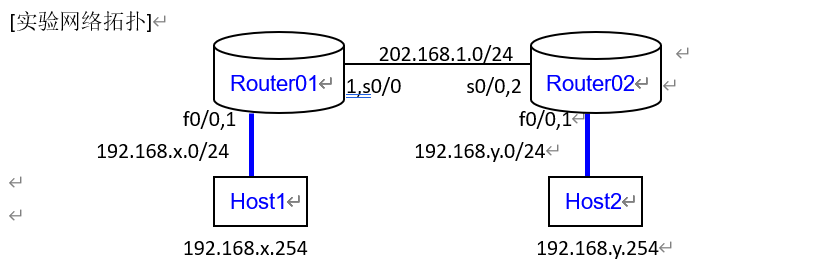 [实验网络拓扑]
202.168.1.0/24
Router01 1,s0/0 s0/0,2 Router02
f0/0,1 f0/0,1
192.168.x.0/24 192.168.y.0/24
Host1 Host2
192.168.x.254 192.168.y.254